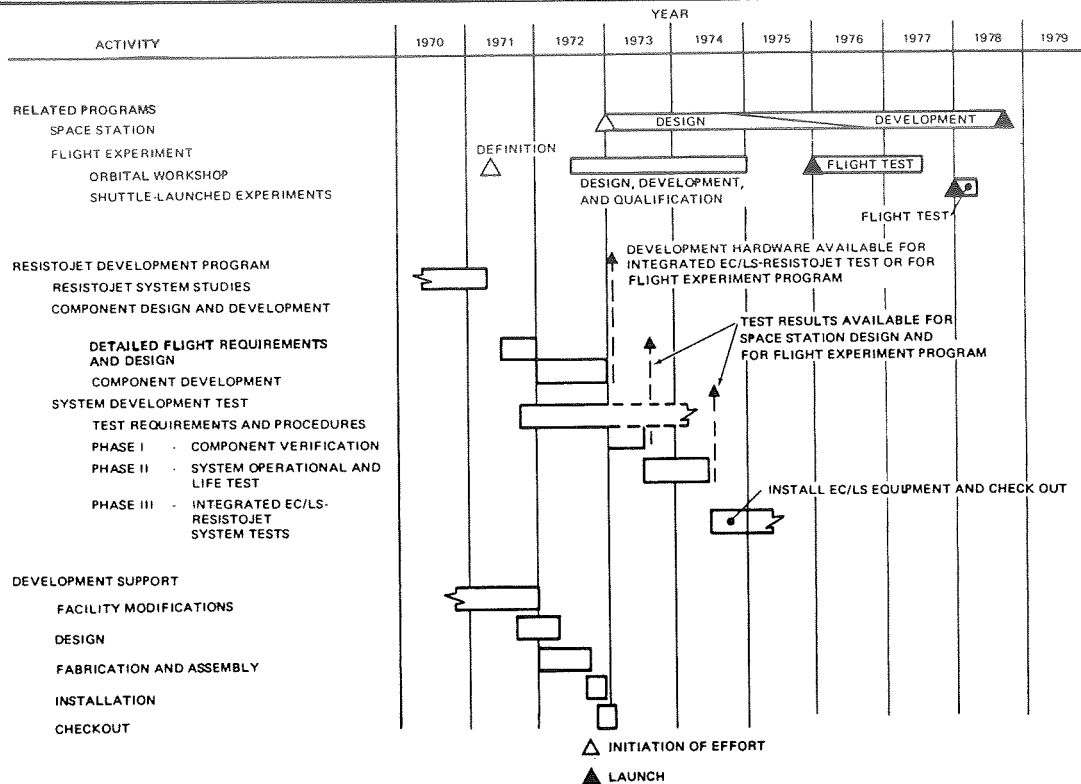 YEAR
ACTIVITY 1970 1971 1972 1973 1974 1975 1976 1977 1978 1979
RELATED PROGRAMS
SPACE STATION
DESIGN DEVELOPMENT
FLIGHT EXPERIMENT
DEFINITION
ORBITAL WORKSHOP
FLIGHT TEST
DESIGN, DEVELOPMENT,
AND QUALIFICATION
SHUTTLE-LAUNCHED EXPERIMENTS
FLIGHT TEST
DEVELOPMENT HARDWARE AVAILABLE FOR
INTEGRATED EC/LS-RESISTOJET TEST OR FOR
FLIGHT EXPERIMENT PROGRAM
RESISTOJET DEVELOPMENT PROGRAM
RESISTOJET SYSTEM STUDIES
COMPONENT DESIGN AND DEVELOPMENT
TEST RESULTS AVAILABLE FOR
SPACE STATION DESIGN AND
FOR FLIGHT EXPERIMENT PROGRAM
DETAILED FLIGHT REQUIREMENTS
AND DESIGN
COMPONENT DEVELOPMENT
SYSTEM DEVELOPMENT TEST
TEST REQUIREMENTS AND PROCEDURES
PHASE I - COMPONENT VERIFICATION
PHASE II - SYSTEM OPERATIONAL AND
LIFE TEST
INSTALL EC/LS EQUIPMENT AND CHECK OUT
PHASE III - INTEGRATED EC/LS-
RESISTOJET
SYSTEM TESTS
DEVELOPMENT SUPPORT
FACILITY MODIFICATIONS
DESIGN
FABRICATION AND ASSEMBLY
INSTALLATION
CHECKOUT
INITIATION OF EFFORT
LAUNCH